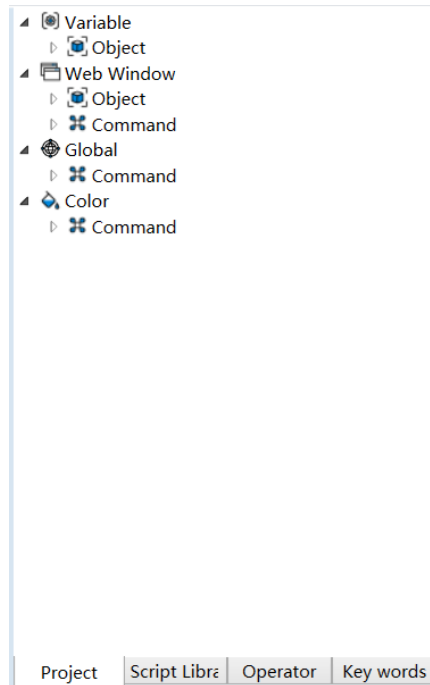 Variable
Object
Web Window
Object
Command
Global
Command
Color
Command
Project Script Libra Operator Key words